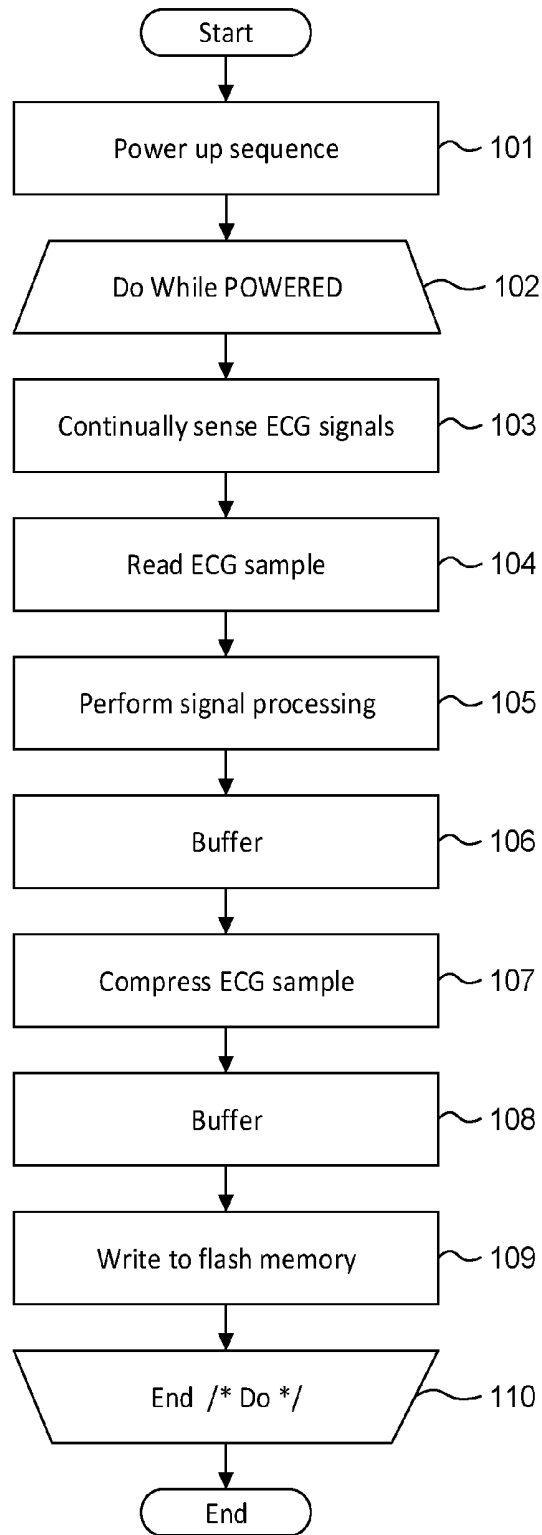 Start
Power up sequence 101
Do While POWERED 102
Continually sense ECG signals 103
Read ECG sample 104
Perform signal processing 105
Buffer 106
Compress ECG sample 107
Buffer 108
Write to flash memory 109
End /* Do */ 110
End